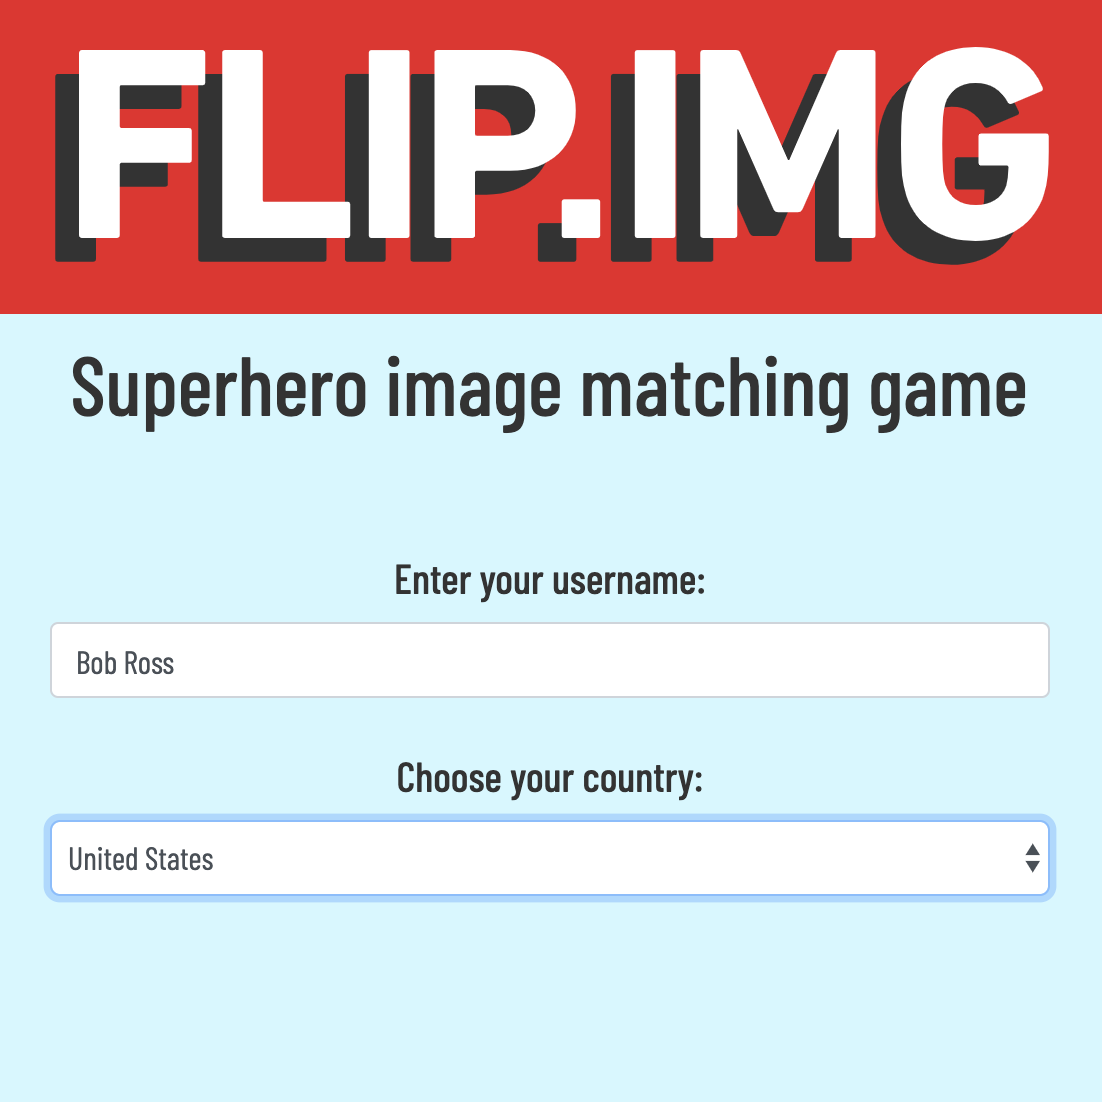 FLIP.IMG
Superhero image matching game
Enter your username:
Bob Ross
Choose your country:
United States